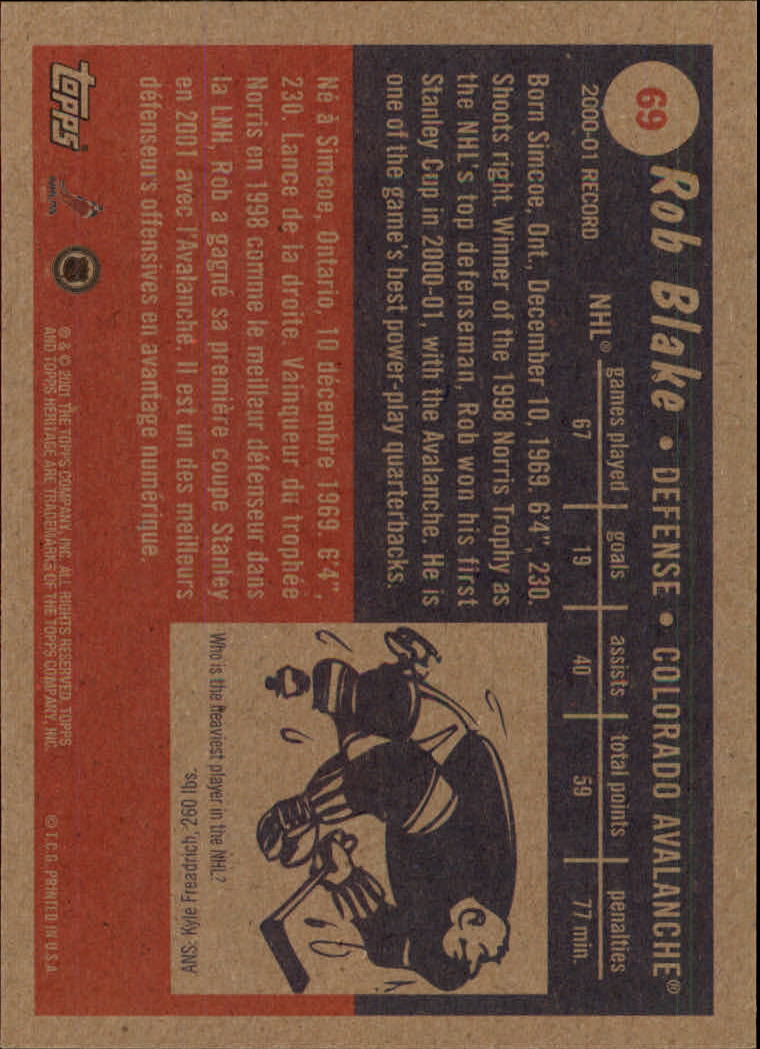 69
Rob Blake • DEFENSE • COLORADO AVALANCHE®
2000-01 RECORD
games played | goals | assists | total points | penalties
NHL® 67 19 40 59 77 min.
Born Simcoe, Ont., December 10, 1969. 6'4", 230.
Shoots right. Winner of the 1998 Norris Trophy as
the NHL's top defenseman, Rob won his first
Stanley Cup in 2000-01, with the Avalanche. He is
one of the game's best power-play quarterbacks.
Né à Simcoe, Ontario, 10 décembre 1969. 6'4",
230. Lance de la droite. Vainqueur du trophée
Norris en 1998 comme le meilleur défenseur dans
la LNH, Rob a gagné sa première coupe Stanley
en 2001 avec l'Avalanche. Il est un des meilleurs
défenseurs offensives en avantage numérique.
Who is the heaviest player in the NHL?
ANS: Kyle Freadrich, 260 lbs.
topps®
® & © 2001 THE TOPPS COMPANY, INC. ALL RIGHTS RESERVED. TOPPS
AND TOPPS HERITAGE ARE TRADEMARKS OF THE TOPPS COMPANY, INC.
© T.C.G. PRINTED IN U.S.A.